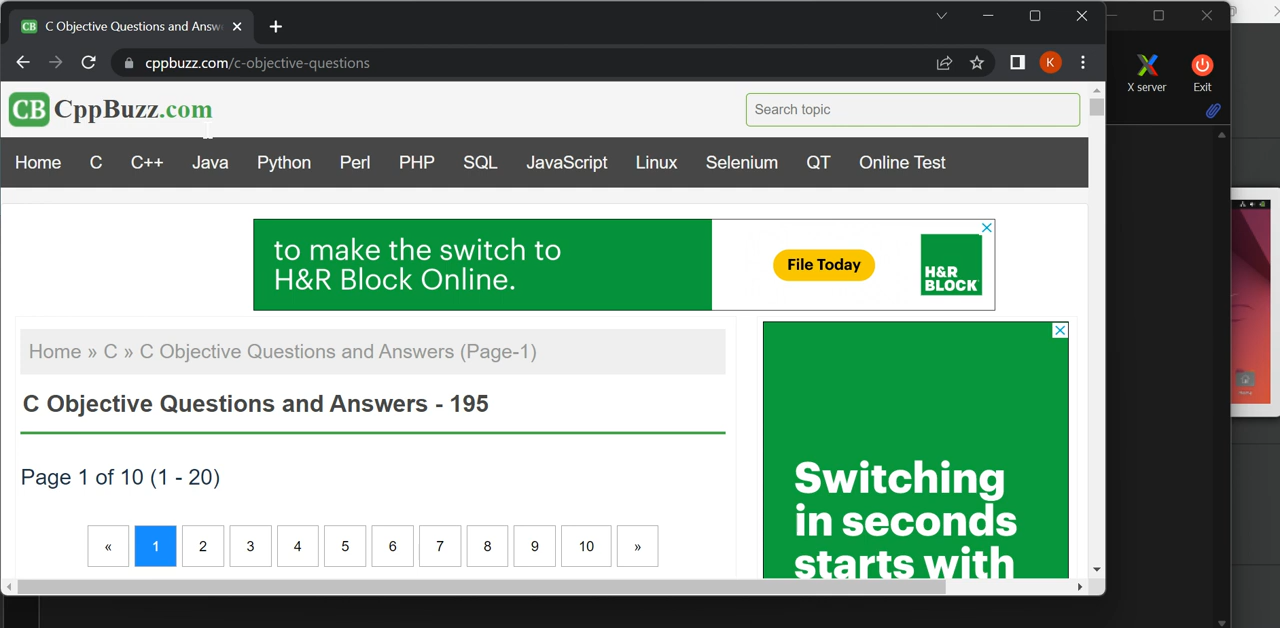 CB C Objective Questions and Answ
cppbuzz.com/c-objective-questions
K
X server
Exit
CB CppBuzz.com
Search topic
Home C C++ Java Python Perl PHP SQL JavaScript Linux Selenium QT Online Test
to make the switch to
H&R Block Online.
File Today
H&R
BLOCK
Home » C » C Objective Questions and Answers (Page-1)
C Objective Questions and Answers - 195
Page 1 of 10 (1 - 20)
« 1 2 3 4 5 6 7 8 9 10 »
Switching
in seconds
starts with